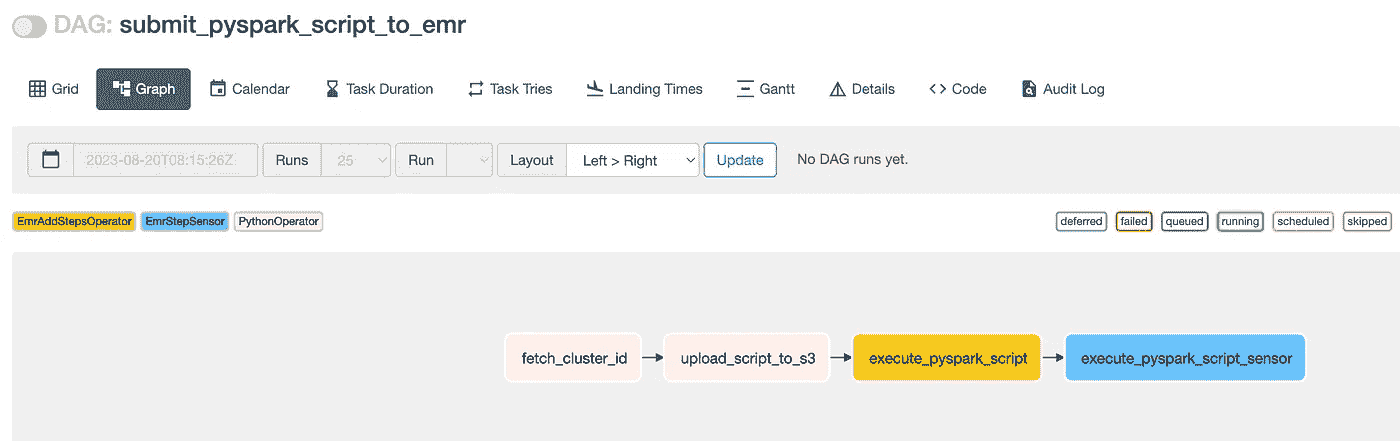 DAG: submit_pyspark_script_to_emr
Grid Graph Calendar Task Duration Task Tries Landing Times Gantt Details Code Audit Log
2023-08-20T08:15:26Z Runs 25 Run Layout Left > Right Update No DAG runs yet.
EmrAddStepsOperator EmrStepSensor PythonOperator deferred failed queued running scheduled skipped
fetch_cluster_id upload_script_to_s3 execute_pyspark_script execute_pyspark_script_sensor